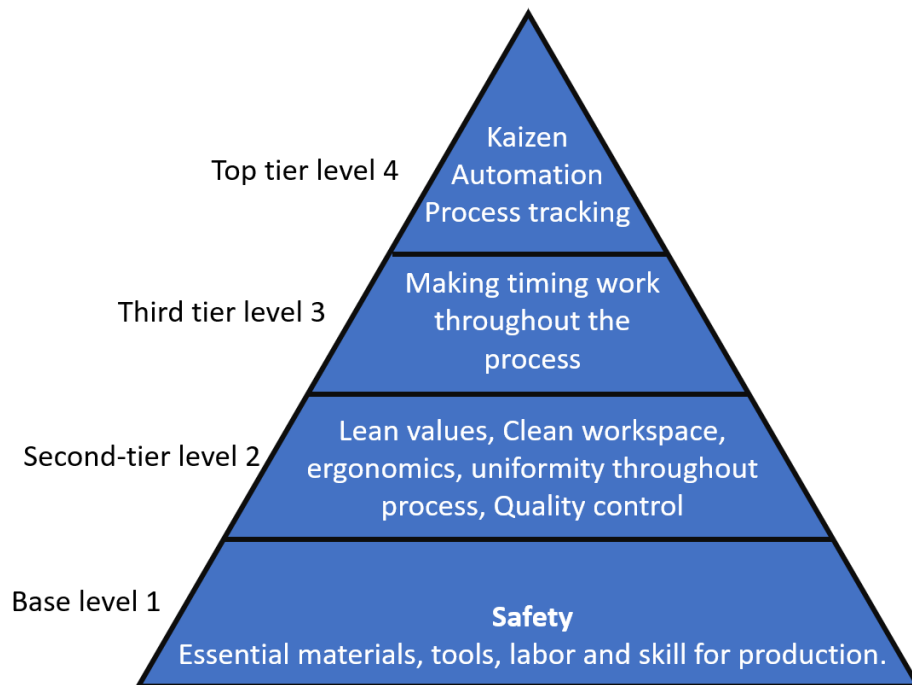 Top tier level 4
Kaizen
Automation
Process tracking
Third tier level 3
Making timing work
throughout the
process
Second-tier level 2
Lean values, Clean workspace,
ergonomics, uniformity throughout
process, Quality control
Base level 1
Safety
Essential materials, tools, labor and skill for production.